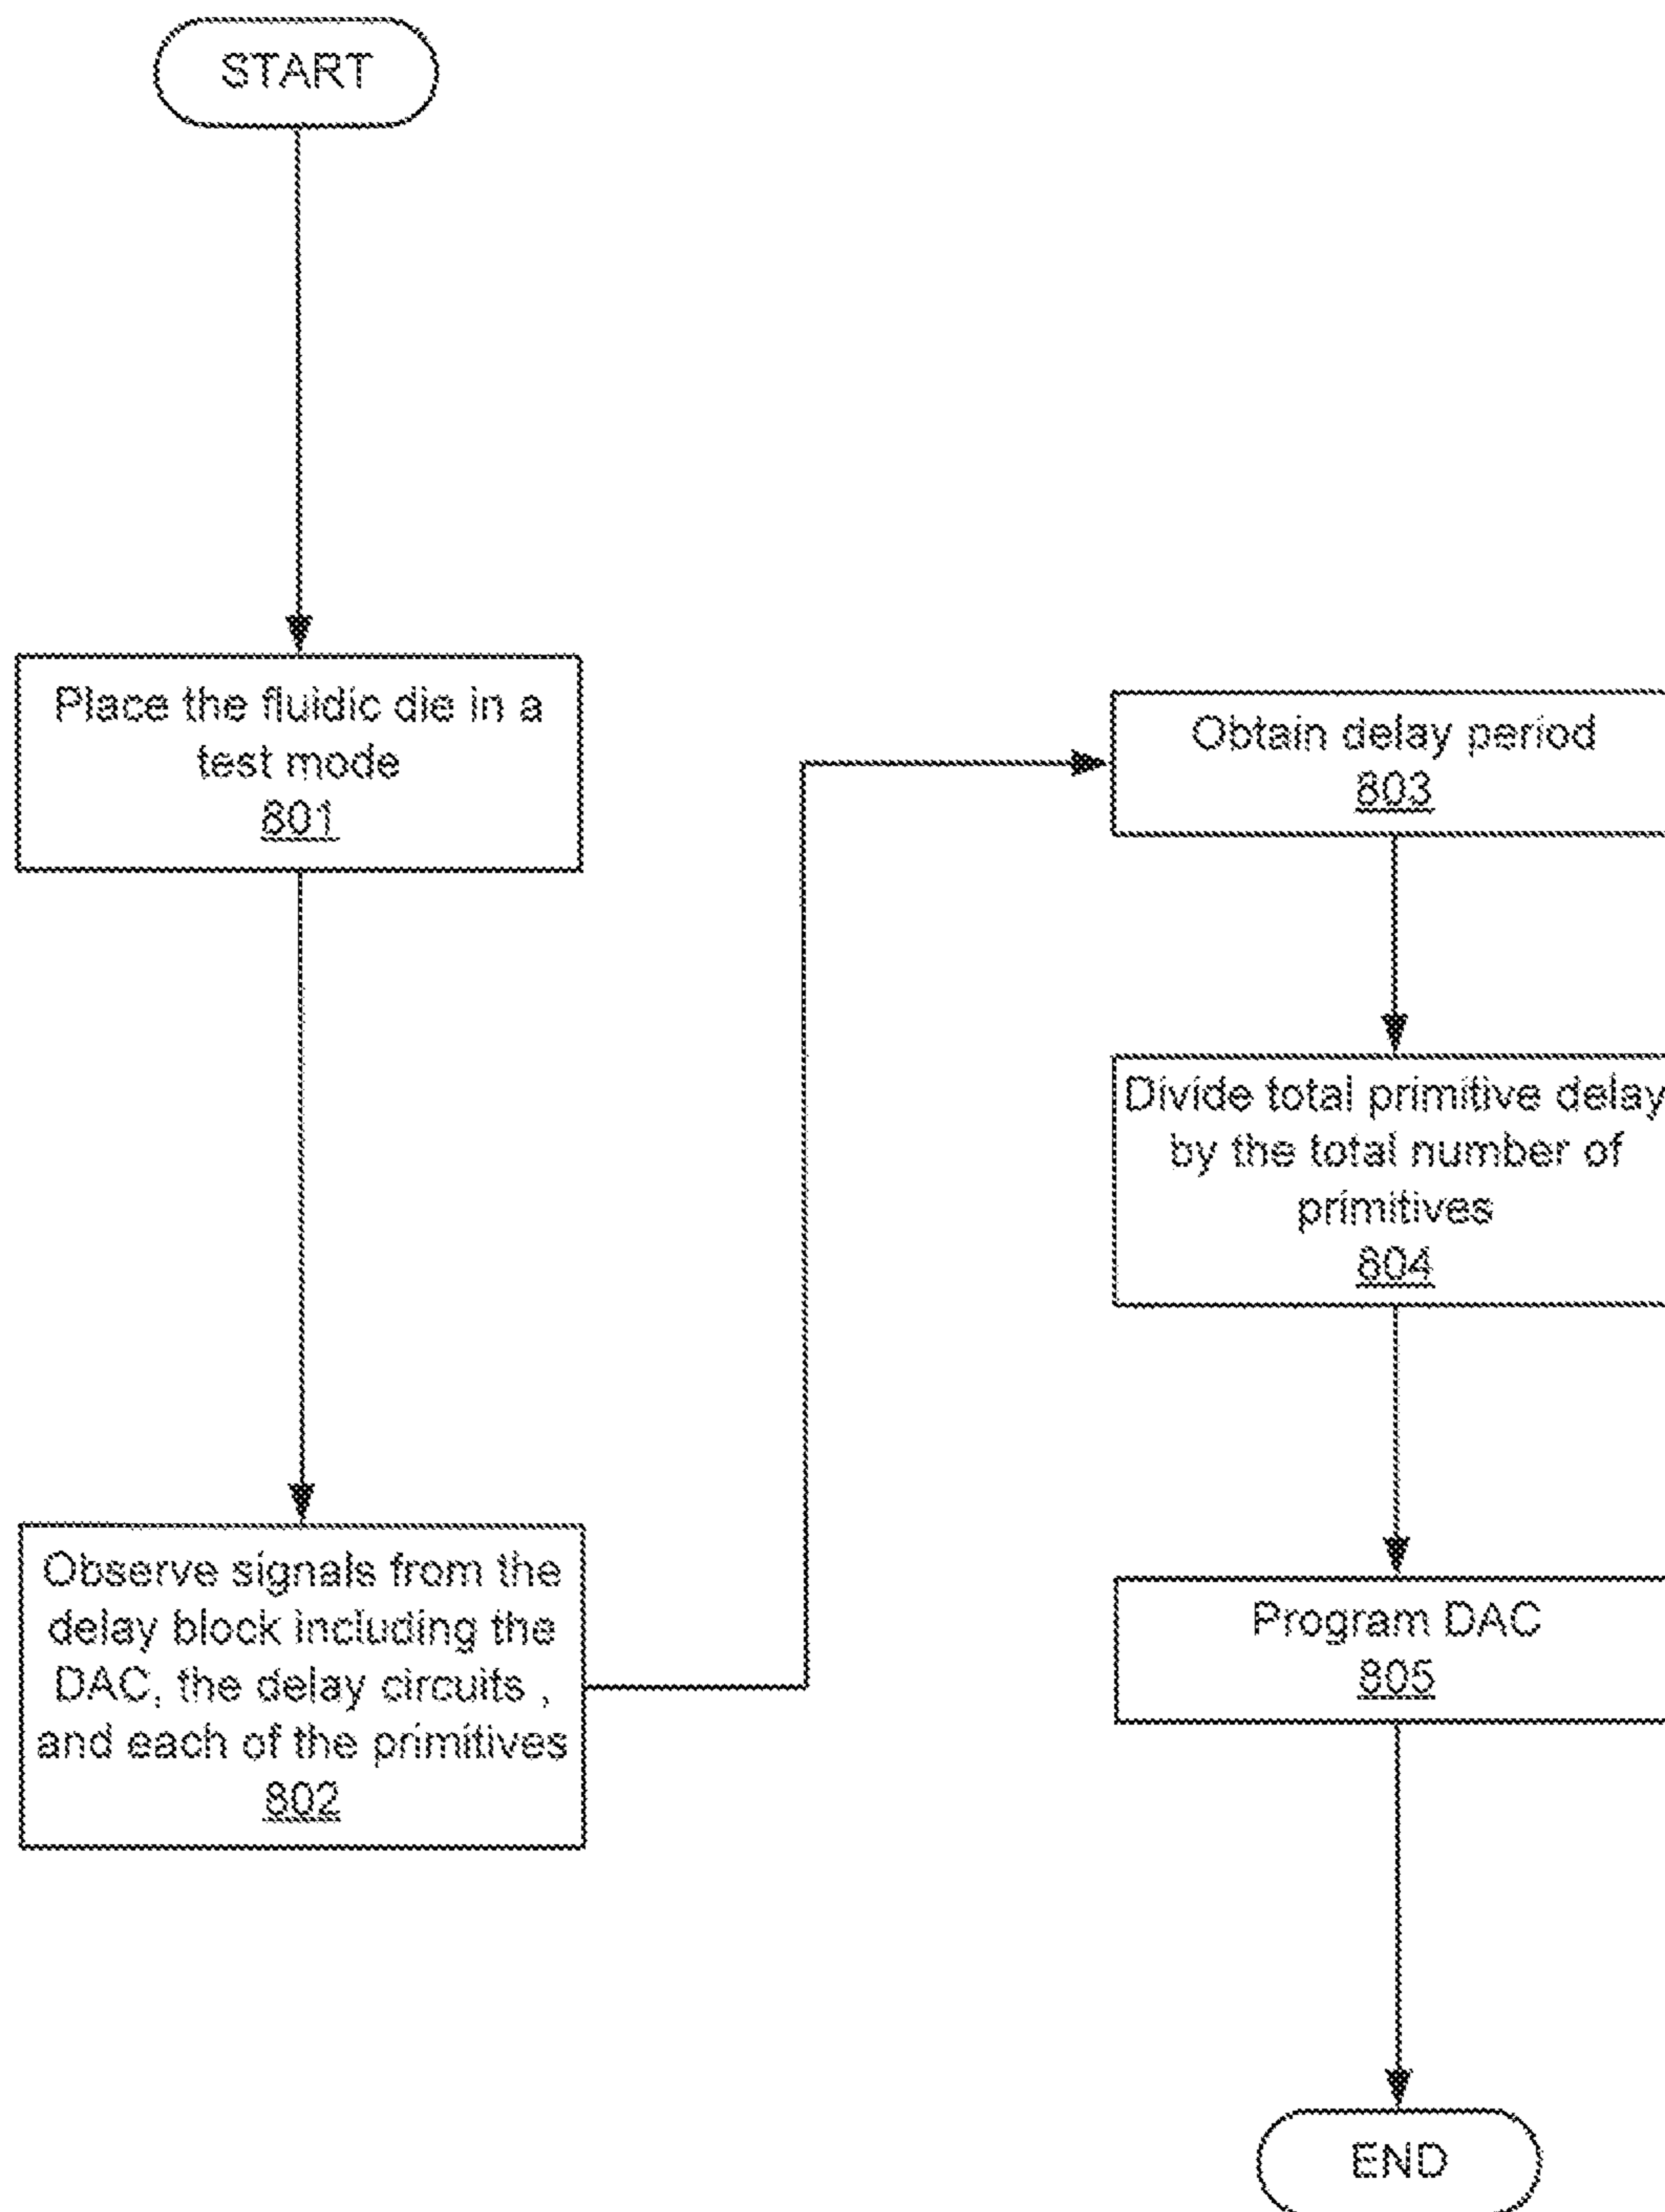 START
Place the fluidic die in a
test mode
801
Observe signals from the
delay block including the
DAC, the delay circuits ,
and each of the primitives
802
Obtain delay period
803
Divide total primitive delay
by the total number of
primitives
804
Program DAC
805
END